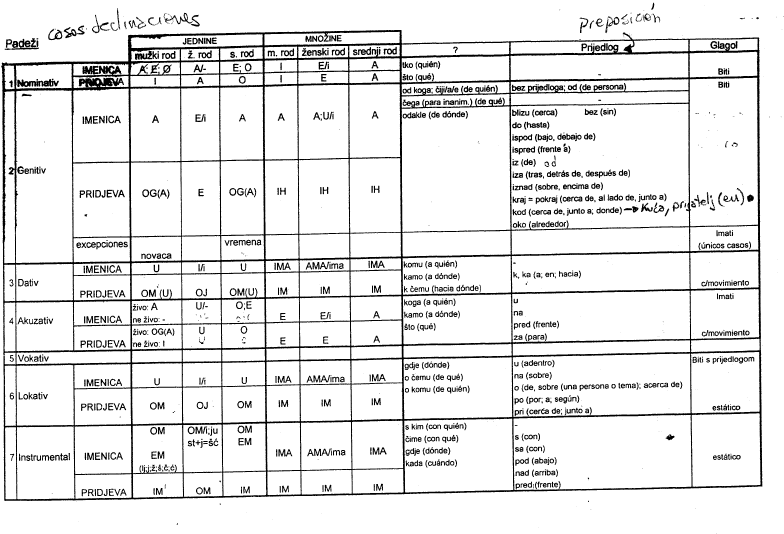 casos declinaciones
preposición
Padeži JEDNINE MNOŽINE
mužki rod ž. rod s. rod m. rod ženski rod srednji rod ? Prijedlog Glagol
1 Nominativ IMENICA A; E; Ø A/- E; O I E/i A tko (quién)
PRIDJEVA I A O I E A što (qué) - Biti
2 Genitiv IMENICA A E/i A A A;U/i A
od koga; čiji/a/e (de quién) bez prijedloga; od (de persona) Biti
čega (para inanim.) (de qué) -
odakle (de dónde) blizu (cerca) bez (sin)
do (hasta)
ispod (bajo, debajo de)
ispred (frente a)
iz (de) od
iza (tras, detrás de, después de)
PRIDJEVA OG(A) E OG(A) IH IH IH
iznad (sobre, encima de)
kraj = pokraj (cerca de, al lado de, junto a)
kod (cerca de, junto a; donde) → Kuća, prijatelj (en)
oko (alrededor)
excepciones novaca vremena Imati
(únicos casos)
3 Dativ IMENICA U I/i U IMA AMA/ima IMA komu (a quién) -
kamo (a dónde) k, ka (a; en; hacia)
PRIDJEVA OM (U) OJ OM(U) IM IM IM k čemu (hacia dónde) c/movimiento
4 Akuzativ IMENICA živo: A U/- O;E koga (a quién) u Imati
ne živo: - E E/i A kamo (a dónde) na
PRIDJEVA živo: OG(A) U O što (qué) pred (frente)
ne živo: I E E A za (para) c/movimiento
5 Vokativ
6 Lokativ gdje (dónde) u (adentro) Biti s prijedlogom
IMENICA U I/i U IMA AMA/ima IMA o čemu (de qué) na (sobre)
o komu (de quién) o (de, sobre (una persona o tema); acerca de)
PRIDJEVA OM OJ OM IM IM IM po (por; a; según)
pri (cerca de; junto a) estático
7 Instrumental OM OM/i;ju OM s kim (con quién) -
st+j=šć EM čime (con qué) s (con)
IMENICA EM IMA AMA/ima IMA gdje (dónde) sa (con)
(lj;j;ž;š;č;ć) kada (cuándo) pod (abajo) estático
nad (arriba)
PRIDJEVA IM OM IM IM IM IM pred (frente)